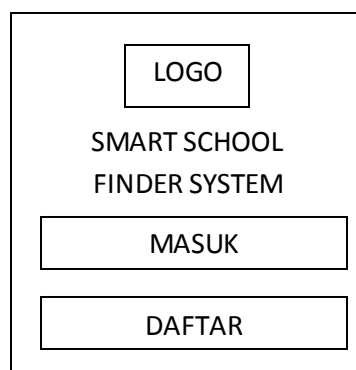 LOGO
SMART SCHOOL
FINDER SYSTEM
MASUK
DAFTAR